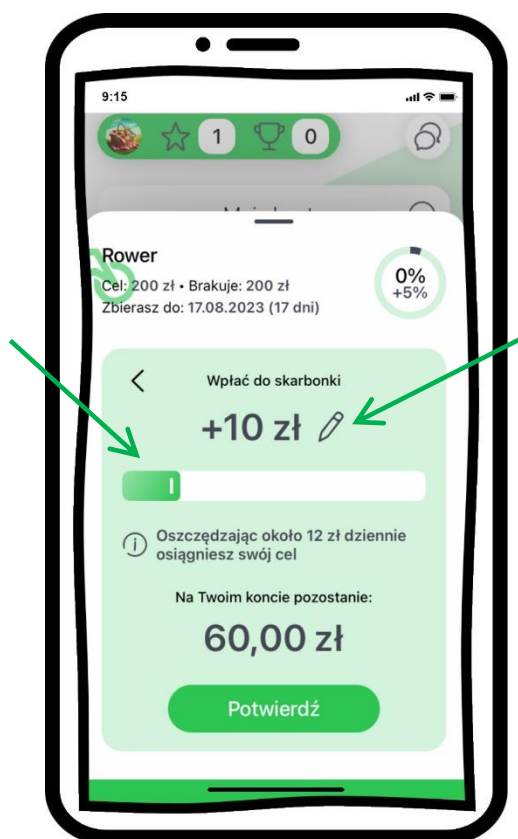 9:15
1 0
Rower
Cel: 200 zł • Brakuje: 200 zł
Zbierasz do: 17.08.2023 (17 dni)
0%
+5%
Wpłać do skarbonki
+10 zł
Oszczędzając około 12 zł dziennie
osiągniesz swój cel
Na Twoim koncie pozostanie:
60,00 zł
Potwierdź